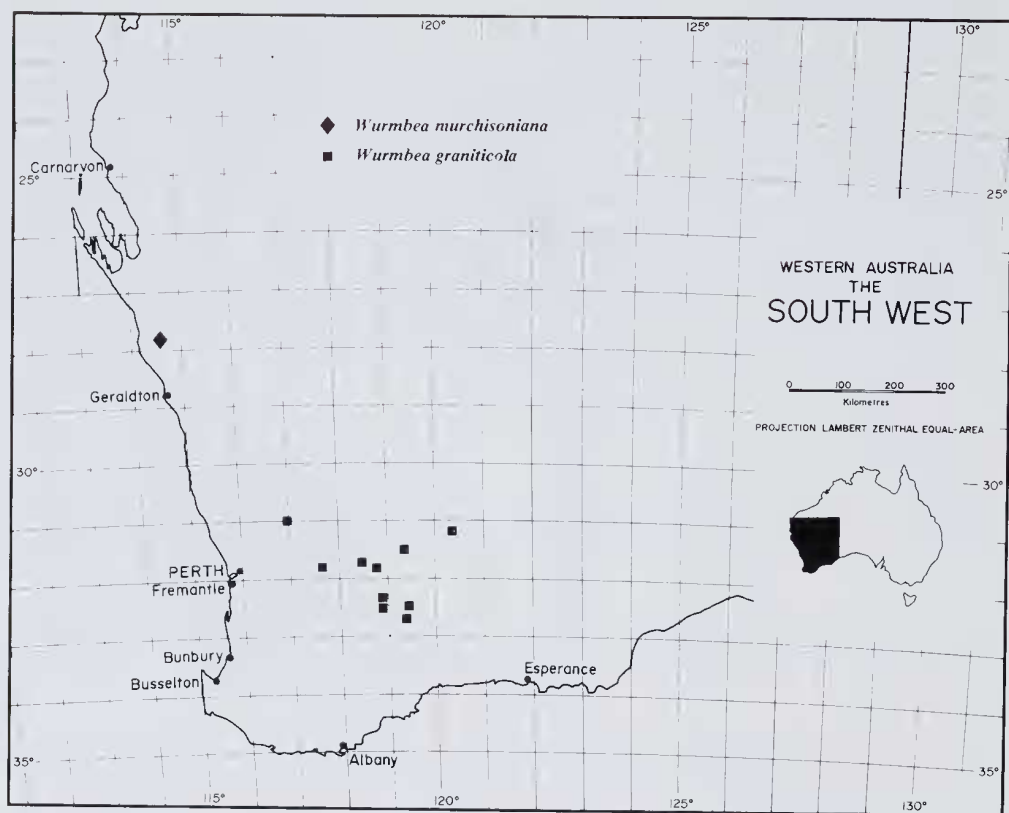 115°
120°
125°
130°
Wurmbea murchisoniana
Wurmbea graniticola
Carnarvon
25°
25°
WESTERN AUSTRALIA
THE
SOUTH WEST
0 100 200 300
Kilometres
PROJECTION LAMBERT ZENITHAL EQUAL-AREA
Geraldton
30°
30°
PERTH
Fremantle
Bunbury
Busselton
Esperance
Albany
35°
35°
115°
120°
125°
130°